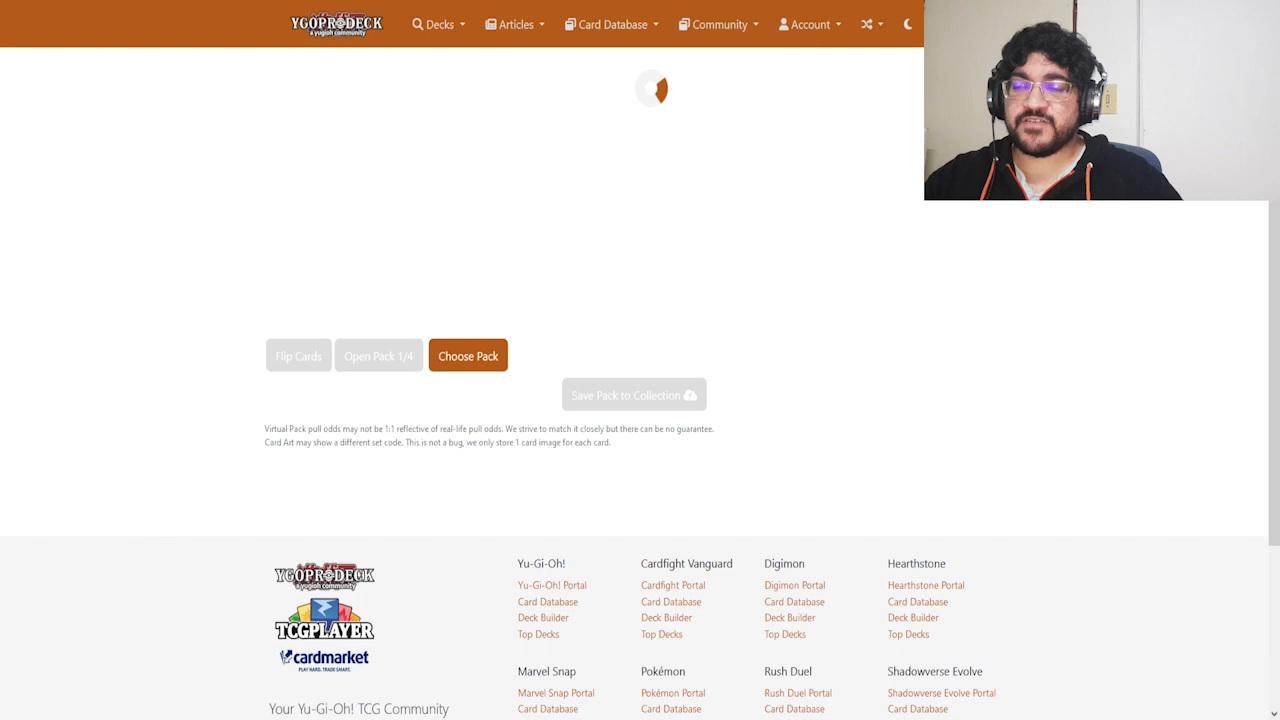 YGOPRODECK
a yugioh community
Decks
Articles
Card Database
Community
Account
Flip Cards
Open Pack 1/4
Choose Pack
Save Pack to Collection
Virtual Pack pull odds may not be 1:1 reflective of real-life pull odds. We strive to match it closely but there can be no guarantee.
Card Art may show a different set code. This is not a bug, we only store 1 card image for each card.
YGOPRODECK
a yugioh community
TCGPLAYER
cardmarket
PLAY HARD. TRADE SMART.
Your Yu-Gi-Oh! TCG Community
Yu-Gi-Oh!
Yu-Gi-Oh! Portal
Card Database
Deck Builder
Top Decks
Cardfight Vanguard
Cardfight Portal
Card Database
Deck Builder
Top Decks
Digimon
Digimon Portal
Card Database
Deck Builder
Top Decks
Hearthstone
Hearthstone Portal
Card Database
Deck Builder
Top Decks
Marvel Snap
Marvel Snap Portal
Card Database
Pokémon
Pokémon Portal
Card Database
Rush Duel
Rush Duel Portal
Card Database
Shadowverse Evolve
Shadowverse Evolve Portal
Card Database